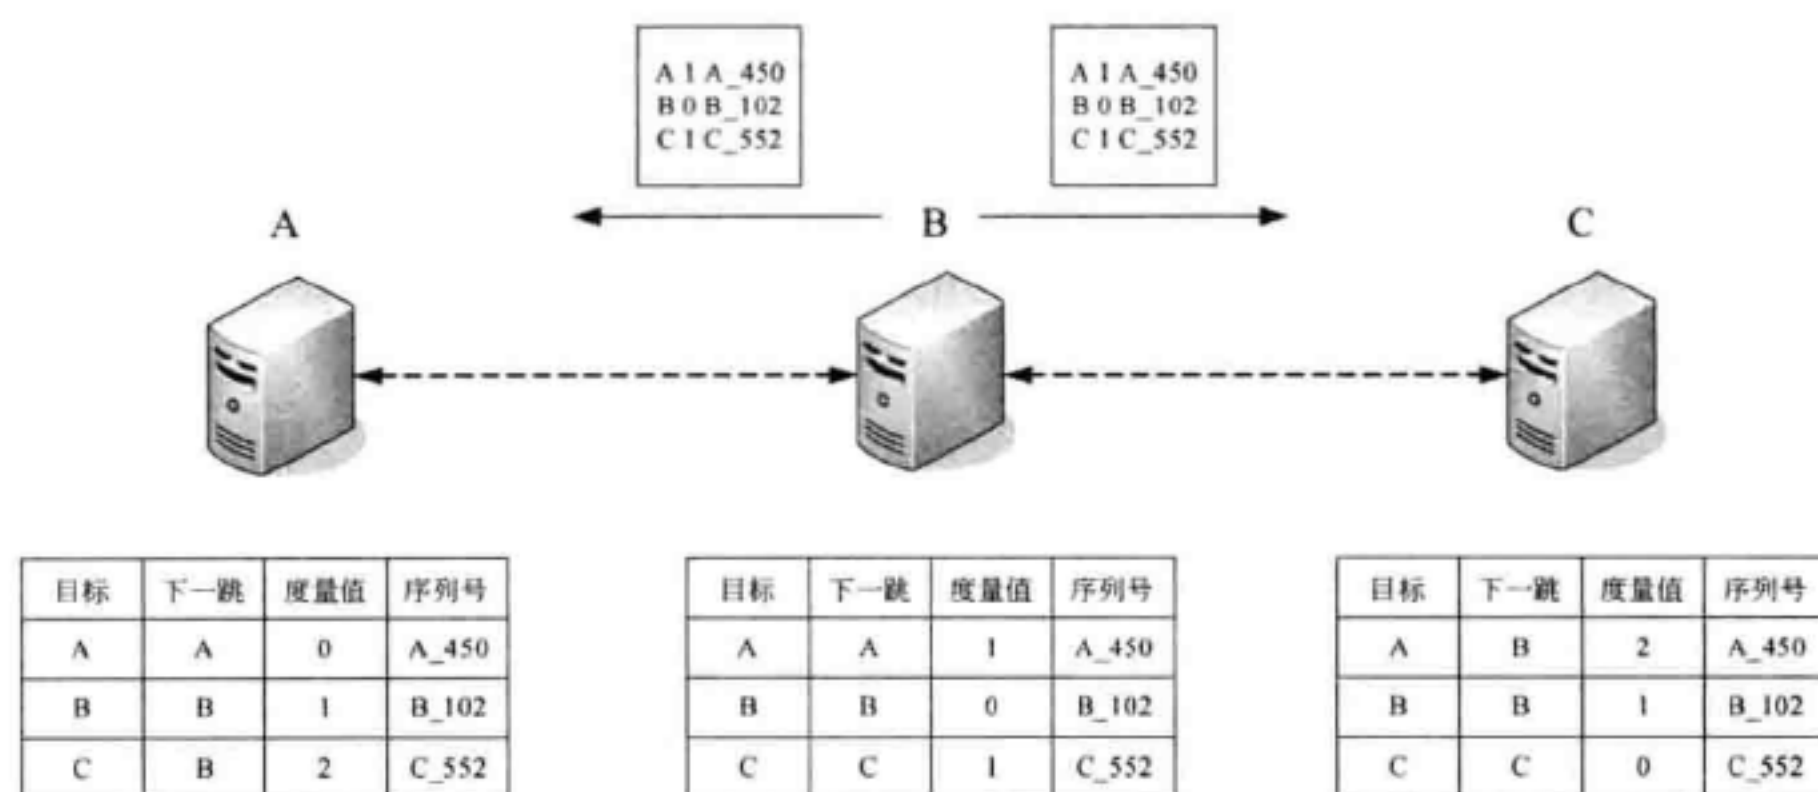 A 1 A_450
B 0 B_102
C 1 C_552
A 1 A_450
B 0 B_102
C 1 C_552
A
B
C
目标 下一跳 度量值 序列号
A A 0 A_450
B B 1 B_102
C B 2 C_552
目标 下一跳 度量值 序列号
A A 1 A_450
B B 0 B_102
C C 1 C_552
目标 下一跳 度量值 序列号
A B 2 A_450
B B 1 B_102
C C 0 C_552